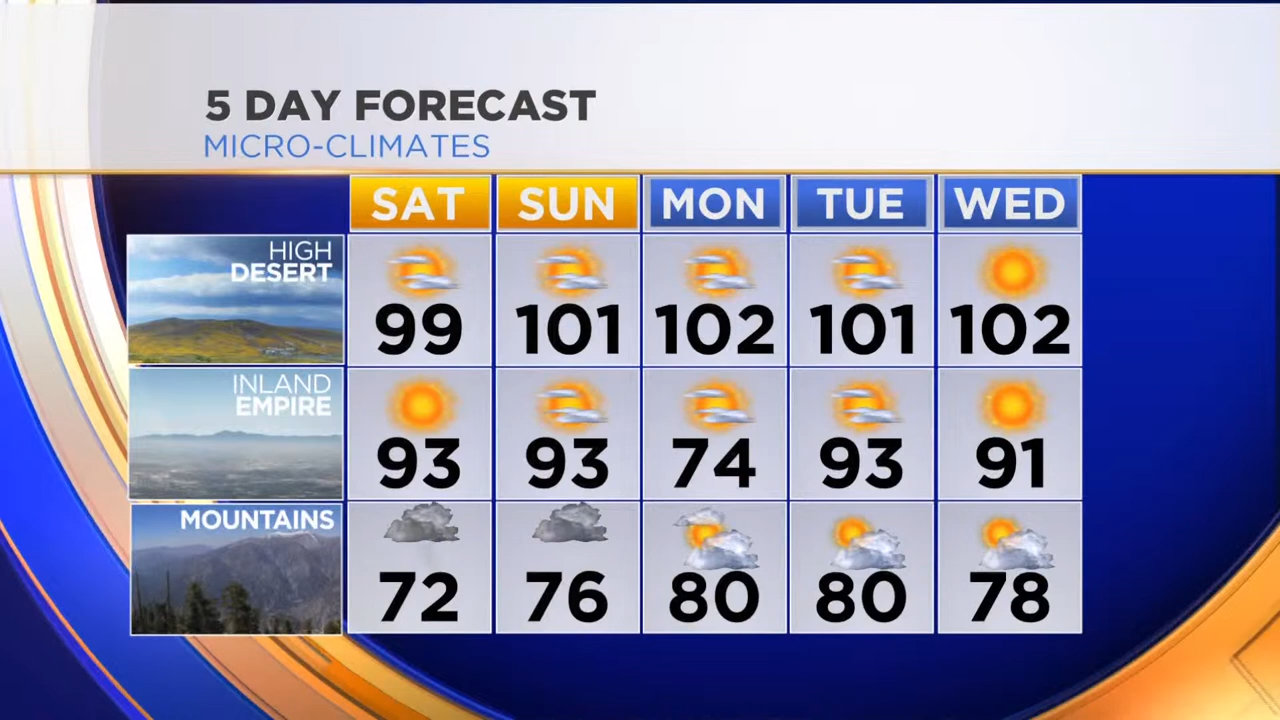 5 DAY FORECAST
MICRO-CLIMATES
SAT SUN MON TUE WED
HIGH
DESERT
99 101 102 101 102
INLAND
EMPIRE
93 93 74 93 91
MOUNTAINS
72 76 80 80 78